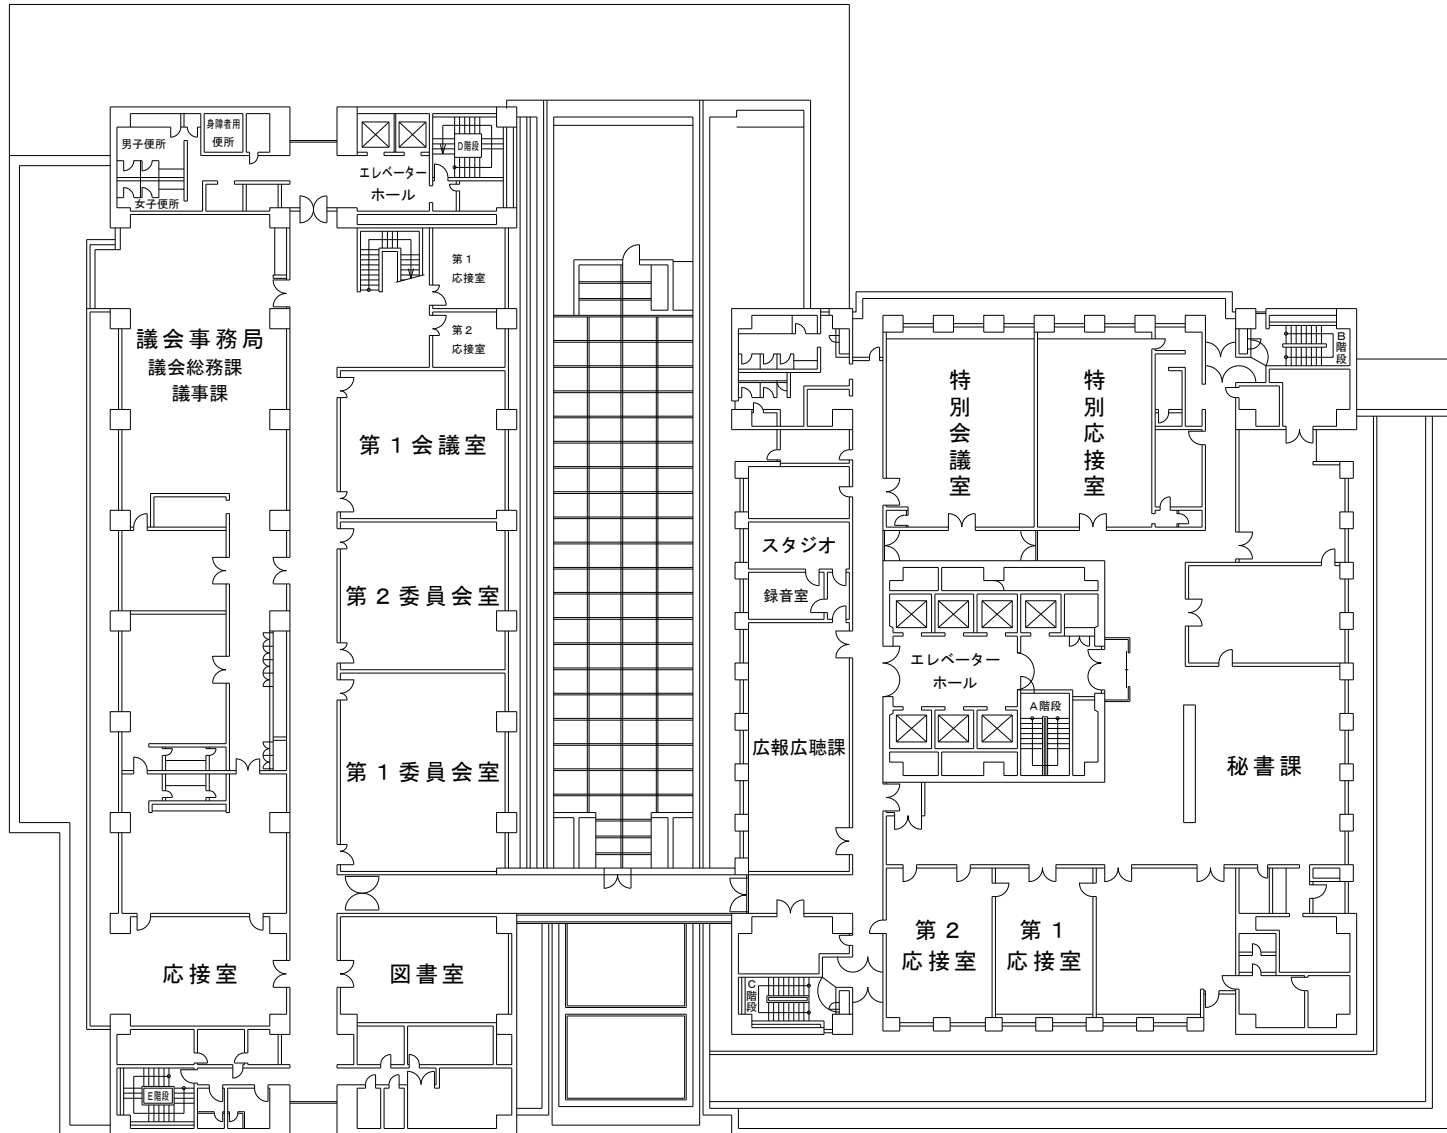 男子便所
身障者用
便所
女子便所
エレベーター
ホール
D階段
第1
応接室
第2
応接室
議会事務局
議会総務課
議事課
第1会議室
第2委員会室
第1委員会室
応接室
図書室
E階段
特別会議室
特別応接室
B階段
スタジオ
録音室
広報広聴課
エレベーター
ホール
A階段
秘書課
第2
応接室
第1
応接室
C階段